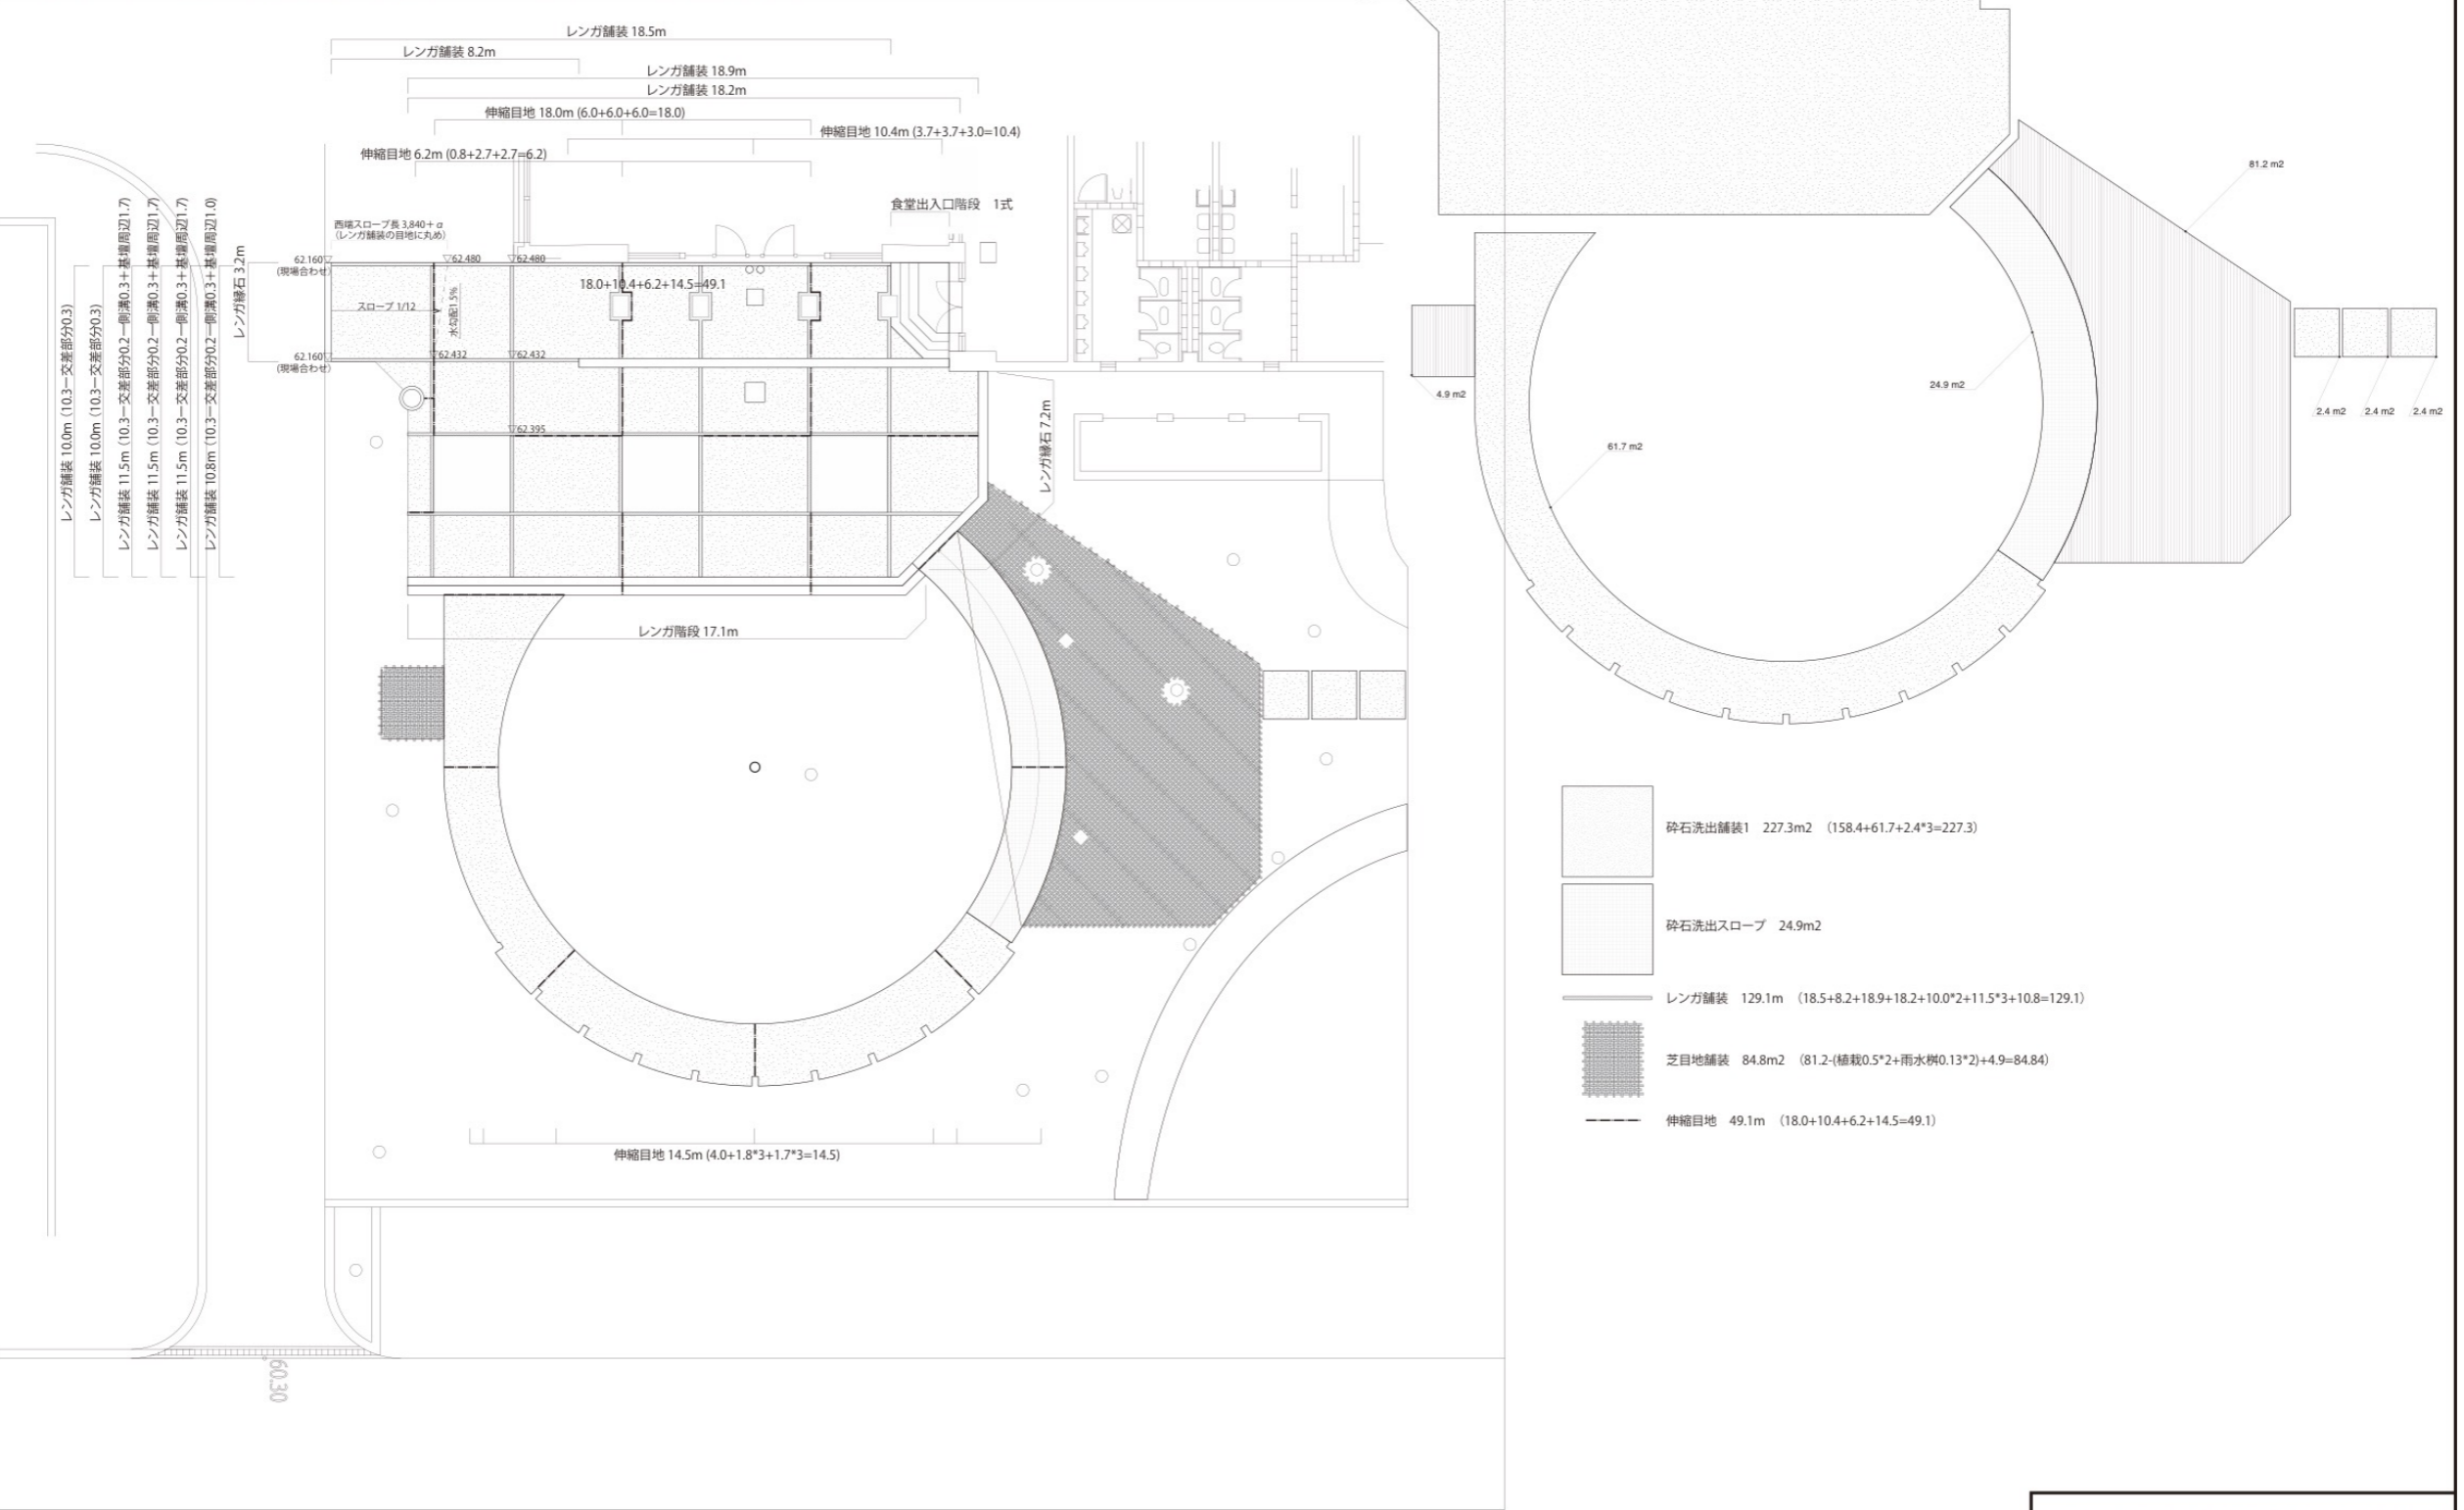 レンガ舗装 18.5m
レンガ舗装 8.2m
レンガ舗装 18.9m
レンガ舗装 18.2m
伸縮目地 18.0m (6.0+6.0+6.0=18.0)
伸縮目地 10.4m (3.7+3.7+3.0=10.4)
伸縮目地 6.2m (0.8+2.7+2.7=6.2)
食堂出入口階段　1式
西端スロープ長 3,840+α
（レンガ舗装の目地に丸め）
レンガ舗装 10.0m（10.3ー交差部分0.3）
レンガ舗装 10.0m（10.3ー交差部分0.3）
レンガ舗装 11.5m（10.3ー交差部分0.2ー側溝0.3＋基壇周辺1.7）
レンガ舗装 11.5m（10.3ー交差部分0.2ー側溝0.3＋基壇周辺1.7）
レンガ舗装 11.5m（10.3ー交差部分0.2ー側溝0.3＋基壇周辺1.7）
レンガ舗装 10.8m（10.3ー交差部分0.2ー側溝0.3＋基壇周辺1.0）
レンガ縁石 3.2m
62.160
(現場合わせ)
62.480
62.480
18.0+10.4+6.2+14.5=49.1
スロープ 1/12
水勾配1.5%
62.160
(現場合わせ)
62.432
62.432
62.395
レンガ縁石 7.2m
レンガ階段 17.1m
伸縮目地 14.5m (4.0+1.8*3+1.7*3=14.5)
60.30
81.2 m2
4.9 m2
24.9 m2
61.7 m2
2.4 m2
2.4 m2
2.4 m2
砕石洗出舗装1　227.3m2　（158.4+61.7+2.4*3=227.3）
砕石洗出スロープ　24.9m2
レンガ舗装　129.1m　（18.5+8.2+18.9+18.2+10.0*2+11.5*3+10.8=129.1）
芝目地舗装　84.8m2　（81.2-(植栽0.5*2+雨水桝0.13*2)+4.9=84.84）
伸縮目地　49.1m　（18.0+10.4+6.2+14.5=49.1）